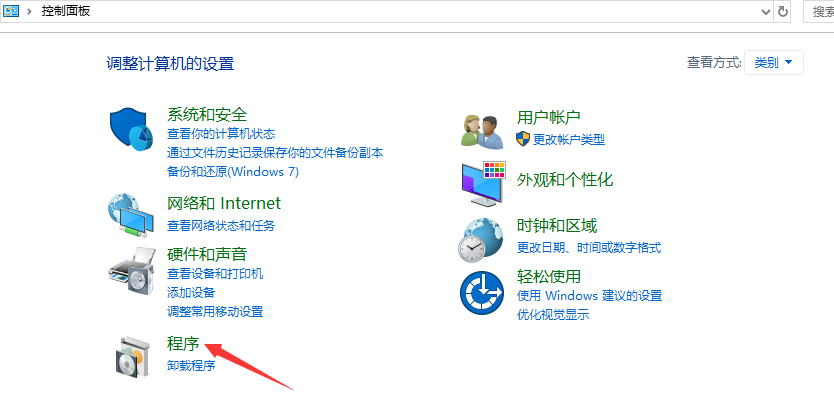 控制面板
搜索
调整计算机的设置
查看方式: 类别
系统和安全
查看你的计算机状态
通过文件历史记录保存你的文件备份副本
备份和还原(Windows 7)
网络和 Internet
查看网络状态和任务
硬件和声音
查看设备和打印机
添加设备
调整常用移动设置
程序
卸载程序
用户帐户
更改帐户类型
外观和个性化
时钟和区域
更改日期、时间或数字格式
轻松使用
使用 Windows 建议的设置
优化视觉显示